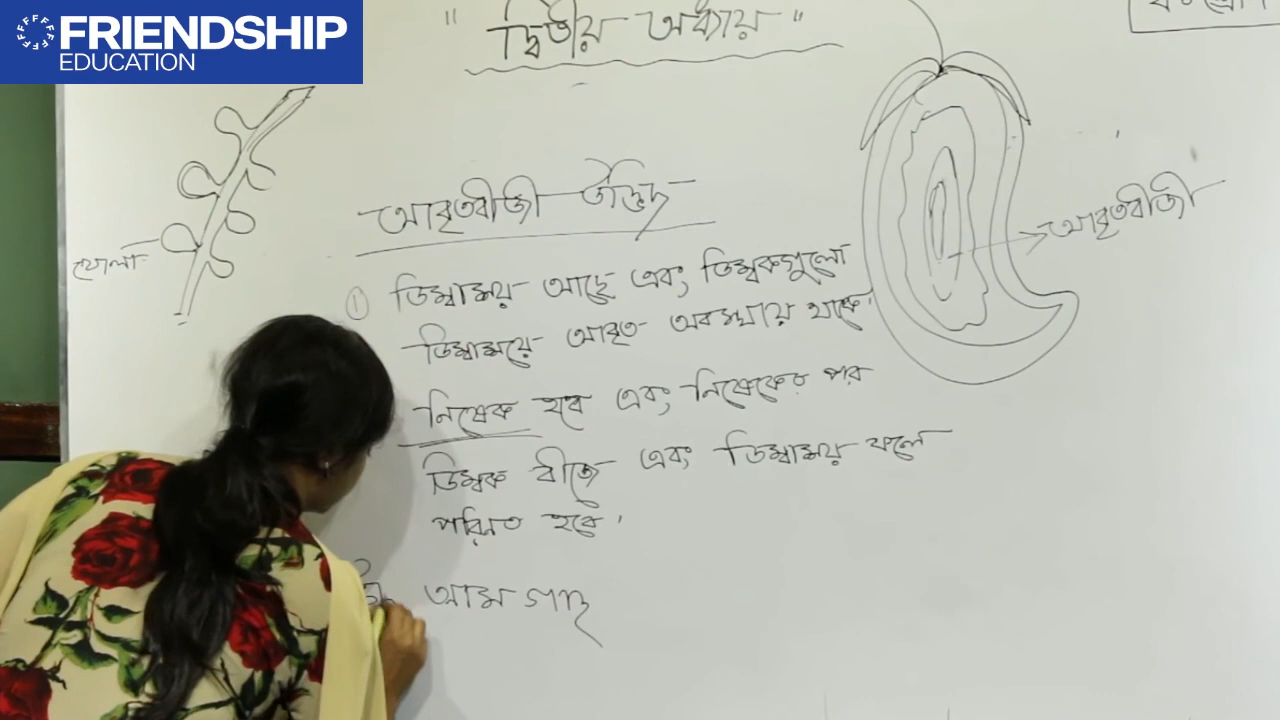 FRIENDSHIP
EDUCATION
"দ্বিতীয় অধ্যায়"
আবৃতবীজী উদ্ভিদ
খোলা
আবৃতবীজী
① ডিম্বাশয় আছে এবং ডিম্বকগুলো
ডিম্বাশয়ে আবৃত অবস্থায় থাকে।
নিষেক হবে এবং নিষেকের পর
ডিম্বক বীজে এবং ডিম্বাশয় ফলে
পরিনত হবে।
আম গাছ